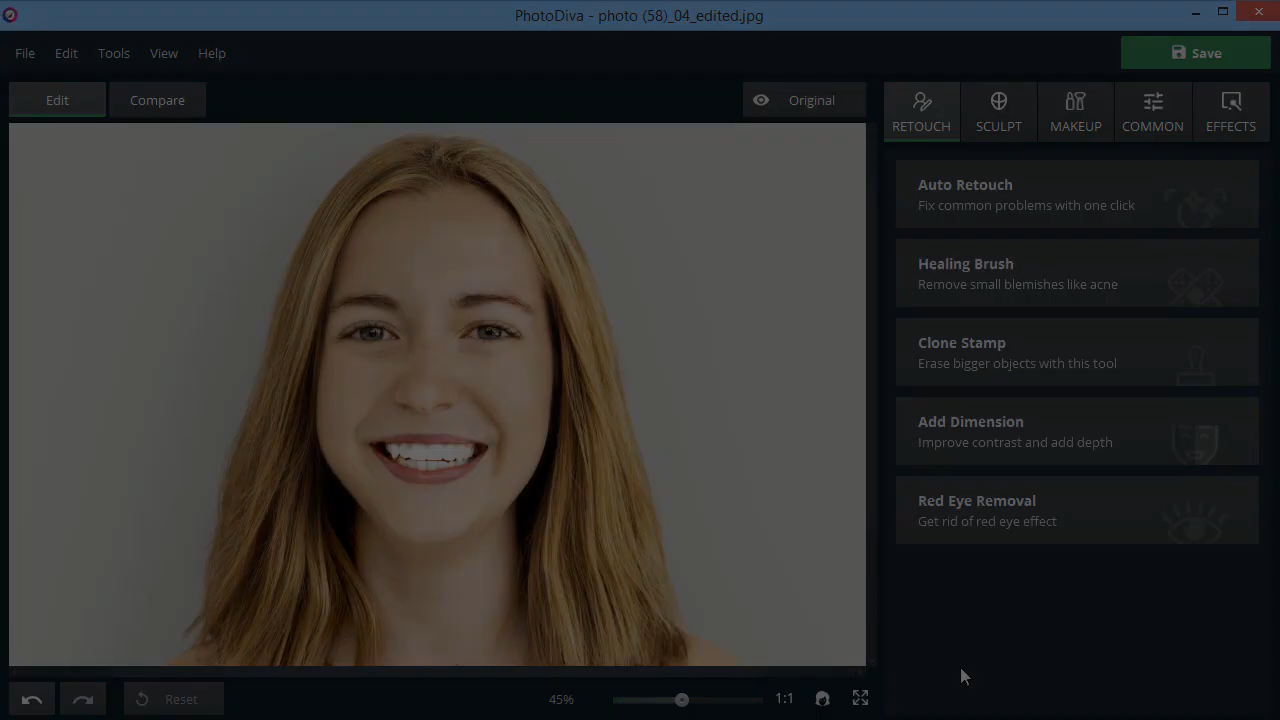 PhotoDiva - photo (58)_04_edited.jpg
File Edit Tools View Help
Save
Edit Compare Original
RETOUCH SCULPT MAKEUP COMMON EFFECTS
Auto Retouch
Fix common problems with one click
Healing Brush
Remove small blemishes like acne
Clone Stamp
Erase bigger objects with this tool
Add Dimension
Improve contrast and add depth
Red Eye Removal
Get rid of red eye effect
Reset 45% 1:1